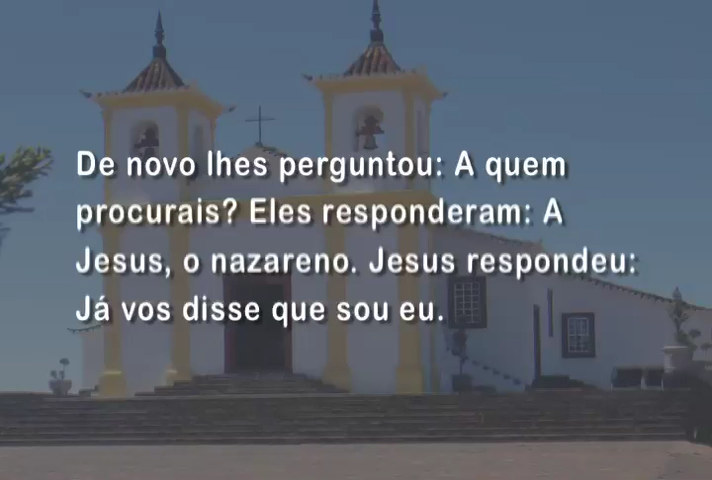 De novo lhes perguntou: A quem
procurais? Eles responderam: A
Jesus, o nazareno. Jesus respondeu:
Já vos disse que sou eu.